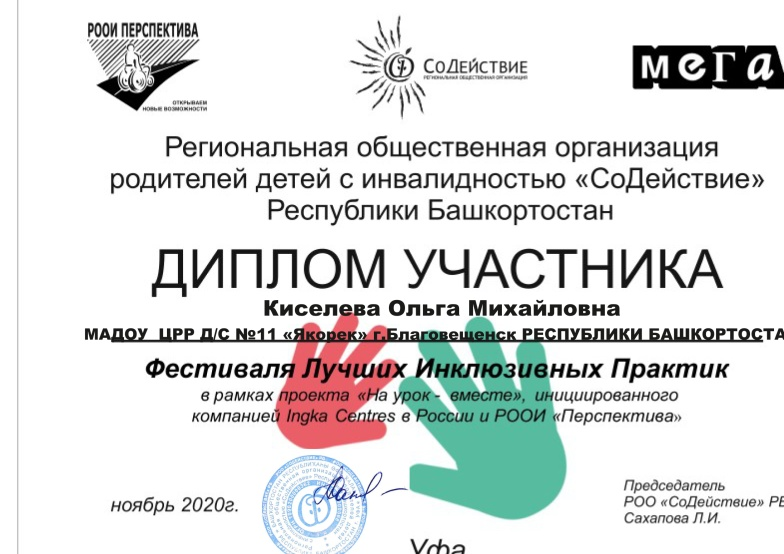 РООИ ПЕРСПЕКТИВА
ОТКРЫВАЕМ
НОВЫЕ ВОЗМОЖНОСТИ
СОДЕЙСТВИЕ
РЕГИОНАЛЬНАЯ ОБЩЕСТВЕННАЯ ОРГАНИЗАЦИЯ
мега
Региональная общественная организация
родителей детей с инвалидностью «СоДействие»
Республики Башкортостан
ДИПЛОМ УЧАСТНИКА
Киселева Ольга Михайловна
МАДОУ ЦРР Д/С №11 «Якорек» г.Благовещенск РЕСПУБЛИКИ БАШКОРТОСТА
Фестиваля Лучших Инклюзивных Практик
в рамках проекта «На урок - вместе», инициированного
компанией Ingka Centres в России и РООИ «Перспектива»
ноябрь 2020г.
Председатель
РОО «СоДействие» РБ
Сахапова Л.И.
Уфа